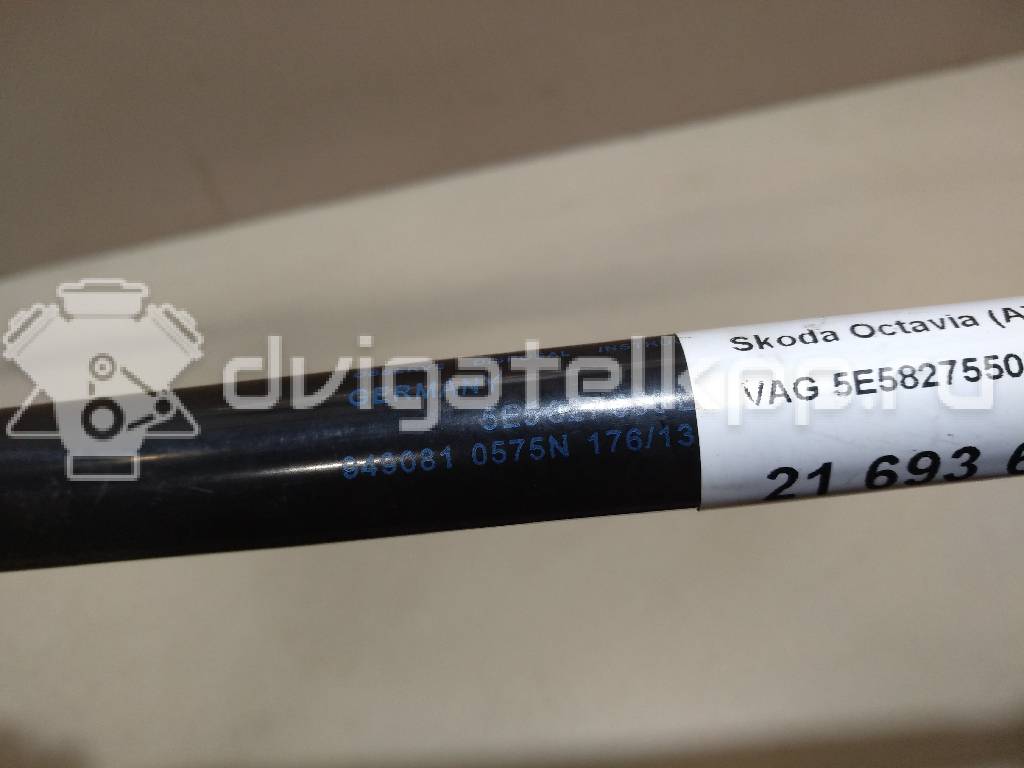 dvigatelkpp.ru
GERMANY
949081 0575N 176/13
Skoda Octavia (A
VAG 5E5827550
21 693 6